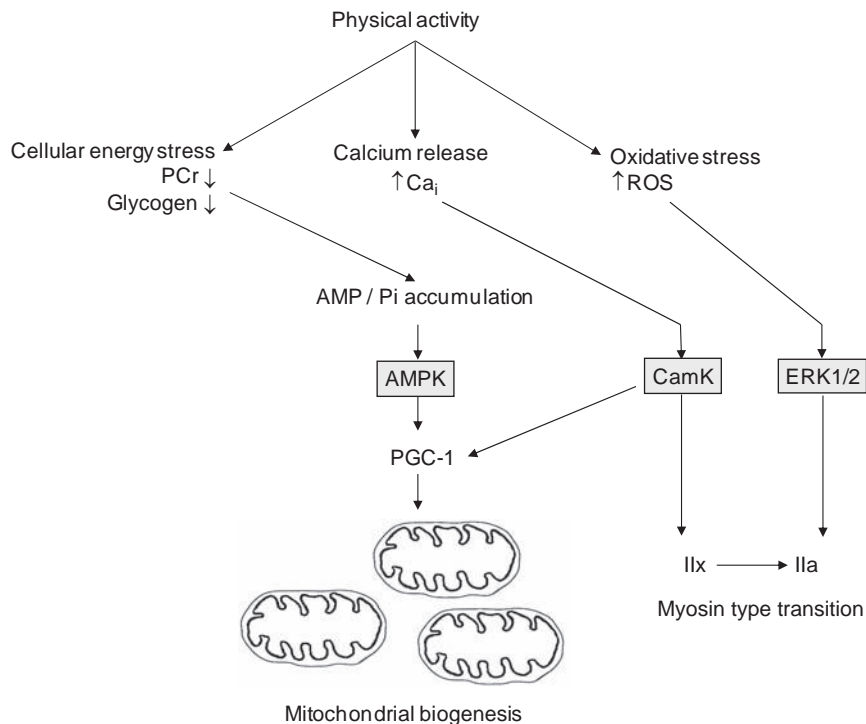 Physical activity
Cellular energy stress
PCr ↓
Glycogen ↓
Calcium release
↑Caᵢ
Oxidative stress
↑ROS
AMP / Pi accumulation
AMPK
CamK
ERK1/2
PGC-1
IIx
IIa
Myosin type transition
Mitochondrial biogenesis